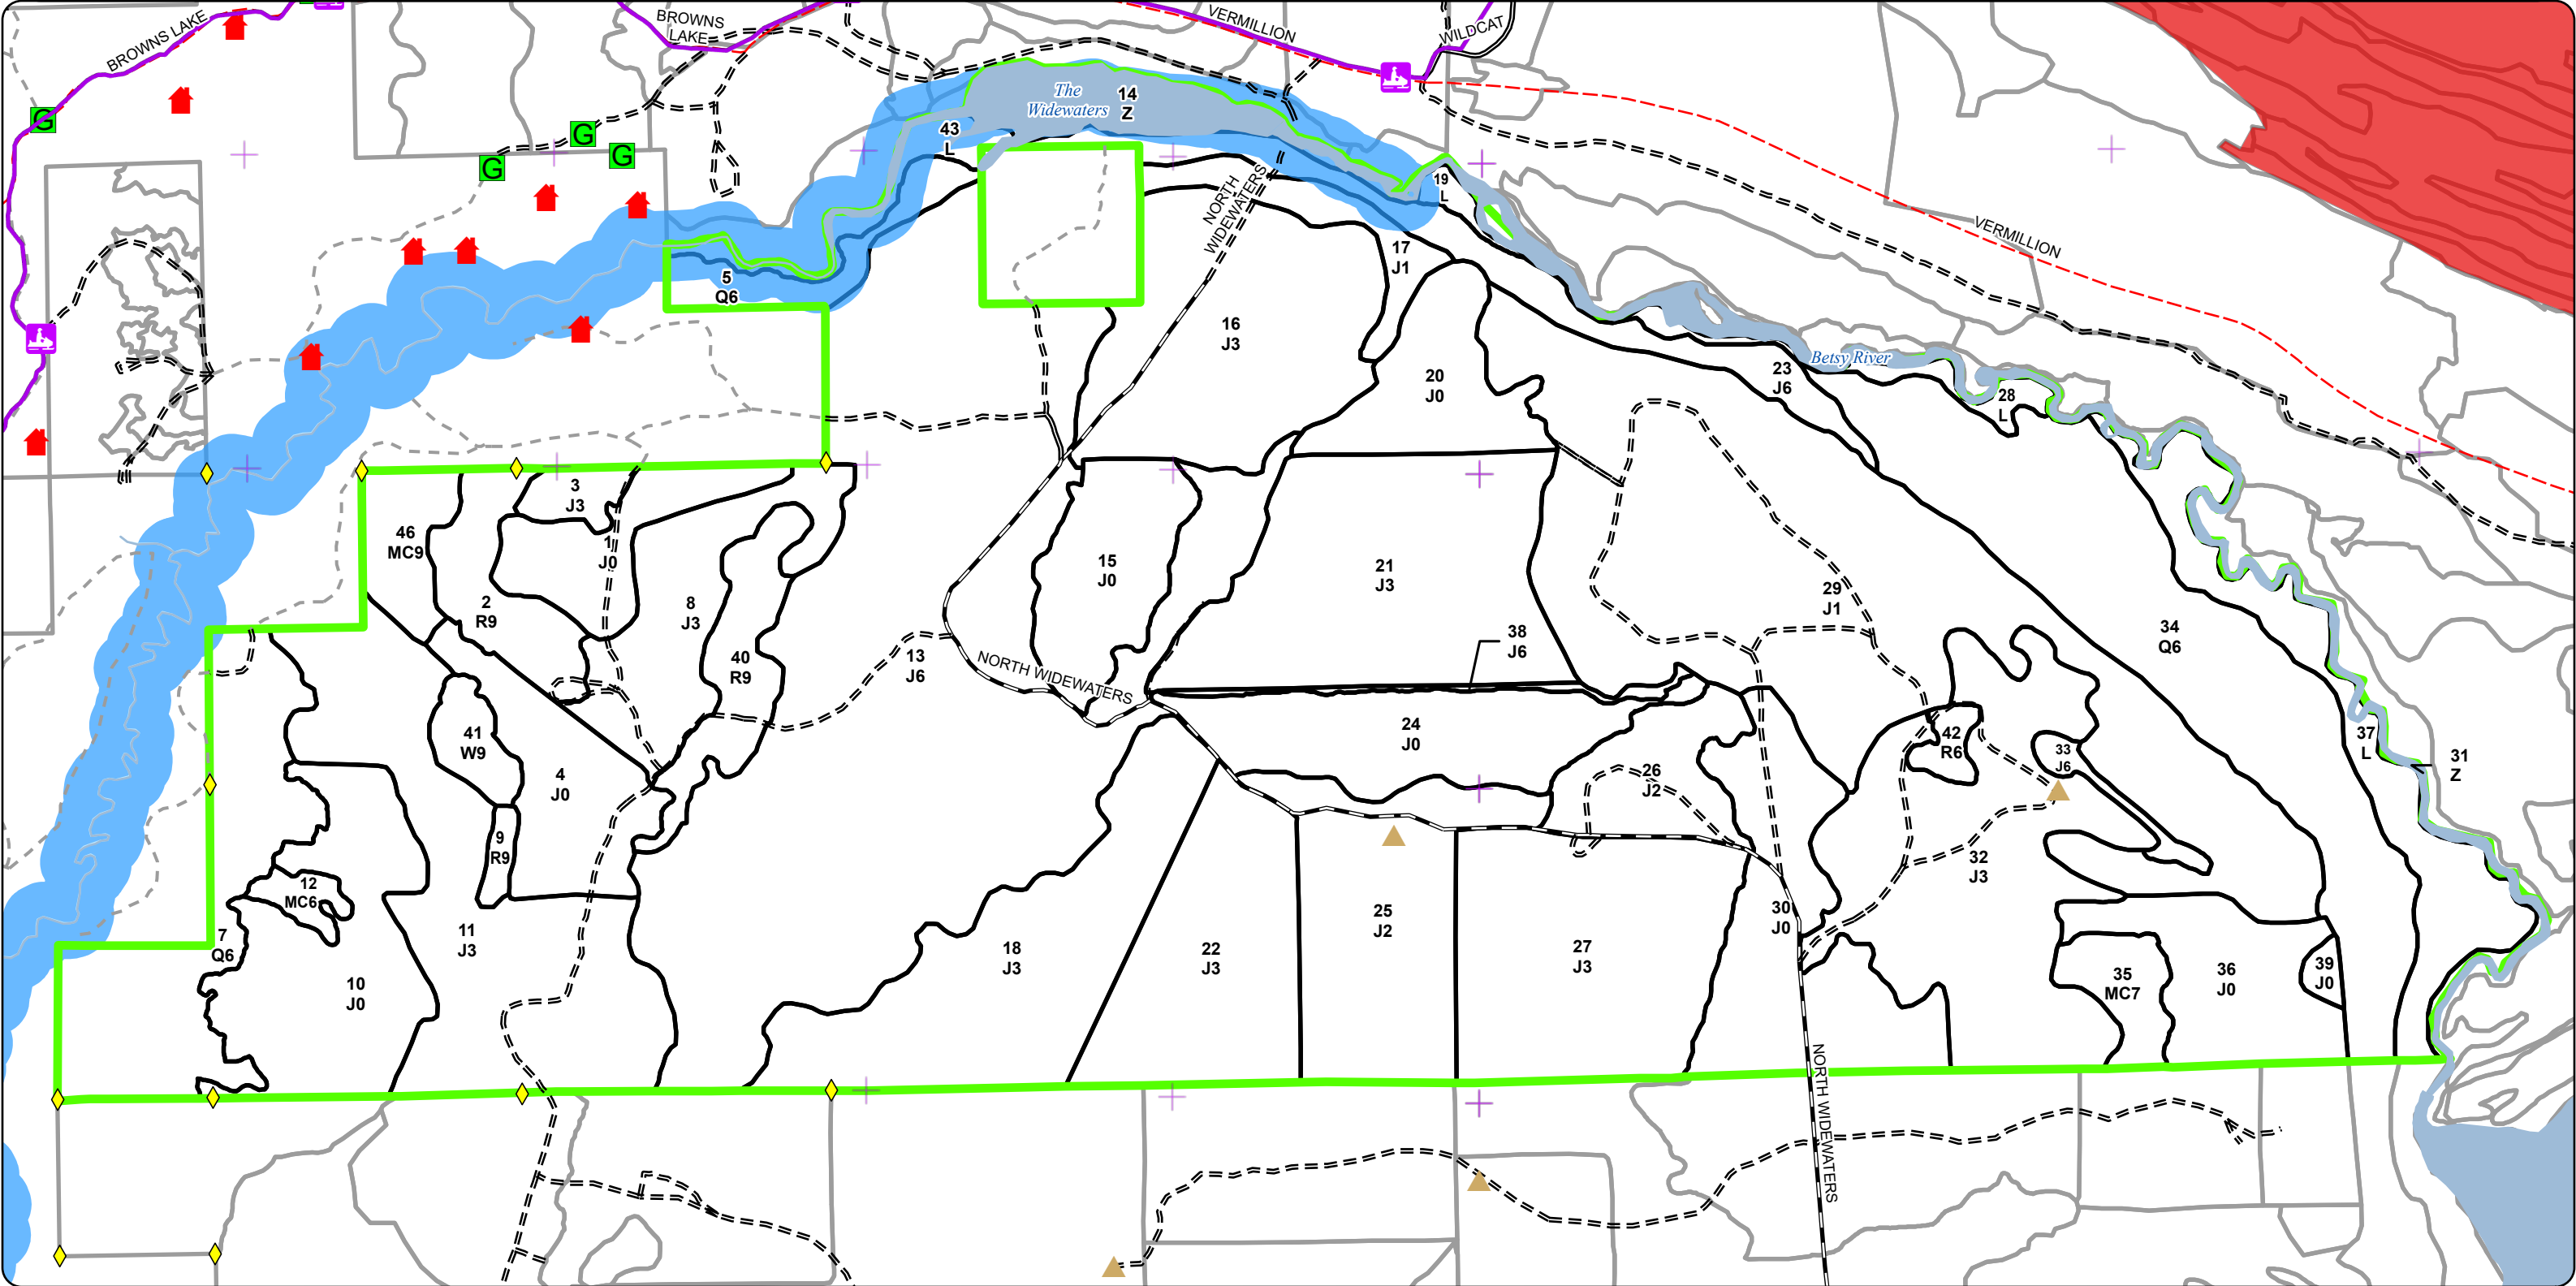 BROWNS LAKE
BROWNS
LAKE
VERMILLION
WILDCAT
G
G
G
G
The
Widewaters
14
Z
43
L
19
L
NORTH
WIDEWATERS
17
J1
VERMILLION
5
Q6
16
J3
Betsy River
20
J0
23
J6
28
L
3
J3
46
MC9
1
J0
2
R9
8
J3
15
J0
21
J3
29
J1
34
Q6
38
J6
40
R9
13
J6
NORTH WIDEWATERS
41
W9
4
J0
24
J0
26
J2
42
R6
33
J6
37
L
31
Z
9
R9
12
MC6
32
J3
7
Q6
11
J3
10
J0
18
J3
22
J3
25
J2
27
J3
30
J0
35
MC7
36
J0
39
J0
NORTH WIDEWATERS